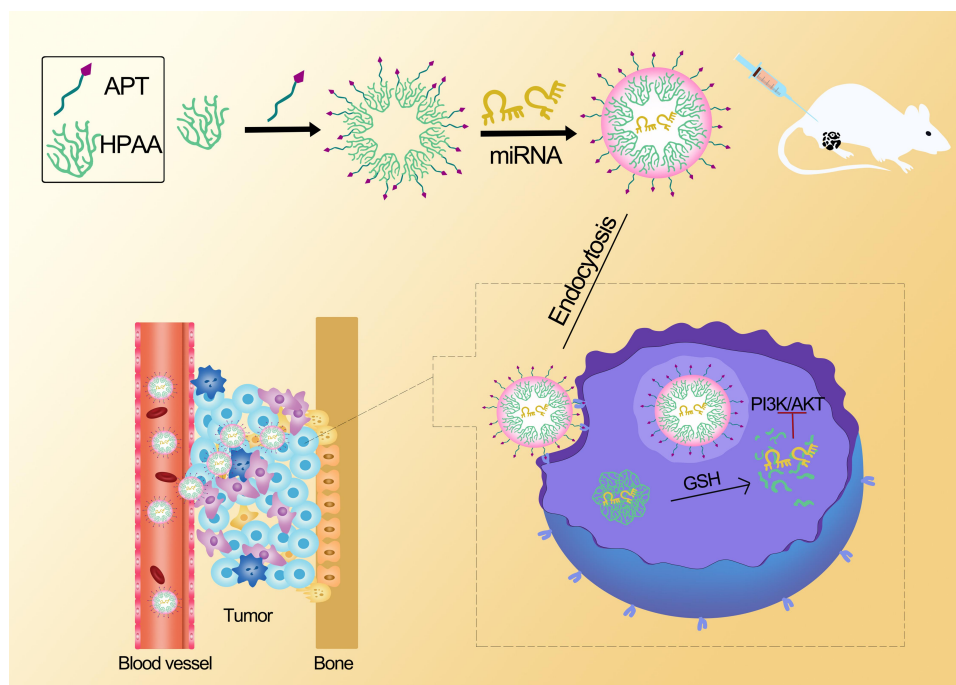 APT
HPAA
miRNA
Endocytosis
PI3K/AKT
GSH
Tumor
Blood vessel
Bone